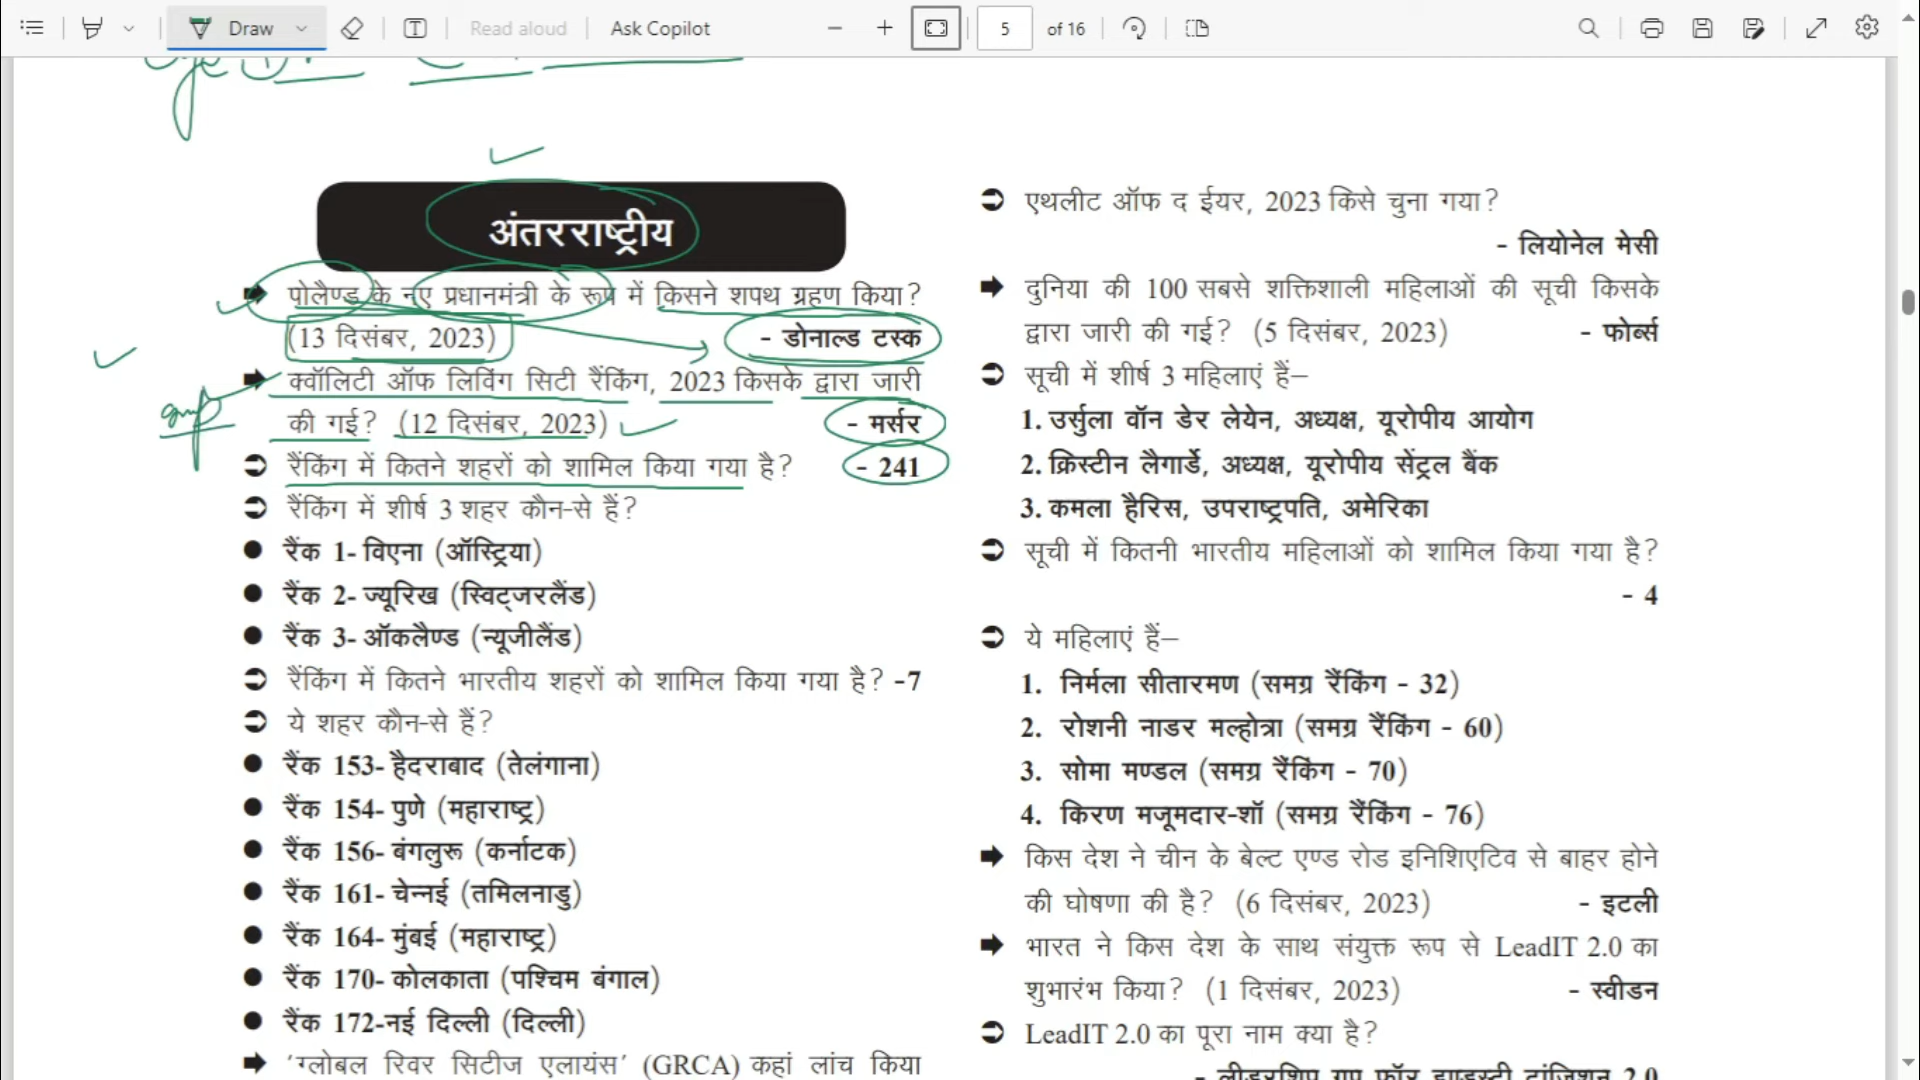 Draw
Read aloud
Ask Copilot
5
of 16
अंतरराष्ट्रीय
पोलैण्ड के नए प्रधानमंत्री के रूप में किसने शपथ ग्रहण किया?
(13 दिसंबर, 2023) - डोनाल्ड टस्क
क्वॉलिटी ऑफ लिविंग सिटी रैंकिंग, 2023 किसके द्वारा जारी
की गई? (12 दिसंबर, 2023) - मर्सर
रैंकिंग में कितने शहरों को शामिल किया गया है? - 241
रैंकिंग में शीर्ष 3 शहर कौन-से हैं?
रैंक 1- विएना (ऑस्ट्रिया)
रैंक 2- ज्यूरिख (स्विट्जरलैंड)
रैंक 3- ऑकलैण्ड (न्यूजीलैंड)
रैंकिंग में कितने भारतीय शहरों को शामिल किया गया है? -7
ये शहर कौन-से हैं?
रैंक 153- हैदराबाद (तेलंगाना)
रैंक 154- पुणे (महाराष्ट्र)
रैंक 156- बंगलुरू (कर्नाटक)
रैंक 161- चेन्नई (तमिलनाडु)
रैंक 164- मुंबई (महाराष्ट्र)
रैंक 170- कोलकाता (पश्चिम बंगाल)
रैंक 172-नई दिल्ली (दिल्ली)
'ग्लोबल रिवर सिटीज एलायंस' (GRCA) कहां लांच किया
एथलीट ऑफ द ईयर, 2023 किसे चुना गया?
- लियोनेल मेसी
दुनिया की 100 सबसे शक्तिशाली महिलाओं की सूची किसके
द्वारा जारी की गई? (5 दिसंबर, 2023) - फोर्ब्स
सूची में शीर्ष 3 महिलाएं हैं–
1. उर्सुला वॉन डेर लेयेन, अध्यक्ष, यूरोपीय आयोग
2. क्रिस्टीन लैगार्डे, अध्यक्ष, यूरोपीय सेंट्रल बैंक
3. कमला हैरिस, उपराष्ट्रपति, अमेरिका
सूची में कितनी भारतीय महिलाओं को शामिल किया गया है?
- 4
ये महिलाएं हैं–
1. निर्मला सीतारमण (समग्र रैंकिंग - 32)
2. रोशनी नाडर मल्होत्रा (समग्र रैंकिंग - 60)
3. सोमा मण्डल (समग्र रैंकिंग - 70)
4. किरण मजूमदार-शॉ (समग्र रैंकिंग - 76)
किस देश ने चीन के बेल्ट एण्ड रोड इनिशिएटिव से बाहर होने
की घोषणा की है? (6 दिसंबर, 2023) - इटली
भारत ने किस देश के साथ संयुक्त रूप से LeadIT 2.0 का
शुभारंभ किया? (1 दिसंबर, 2023) - स्वीडन
LeadIT 2.0 का पूरा नाम क्या है?
- लीडरशिप ग्रुप फॉर इण्डस्ट्री ट्रांजिशन 2.0